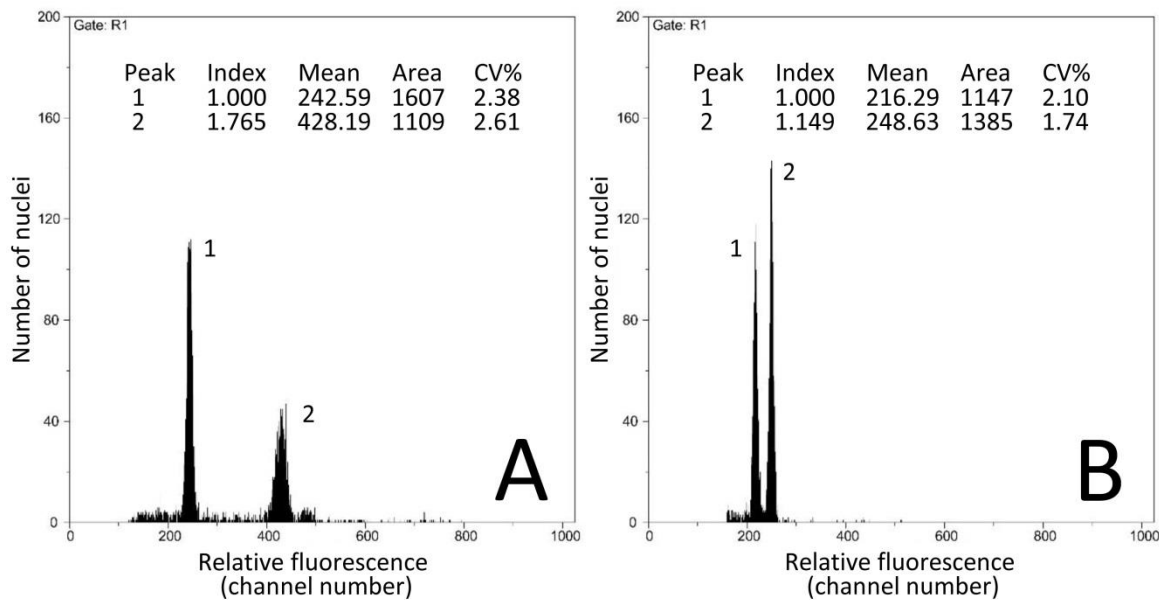 Gate: R1
Peak Index Mean Area CV%
1 1.000 242.59 1607 2.38
2 1.765 428.19 1109 2.61
200
160
120
80
40
0
Number of nuclei
1
2
A
0 200 400 600 800 1000
Relative fluorescence
(channel number)
Gate: R1
Peak Index Mean Area CV%
1 1.000 216.29 1147 2.10
2 1.149 248.63 1385 1.74
200
160
120
80
40
0
Number of nuclei
2
1
B
0 200 400 600 800 1000
Relative fluorescence
(channel number)